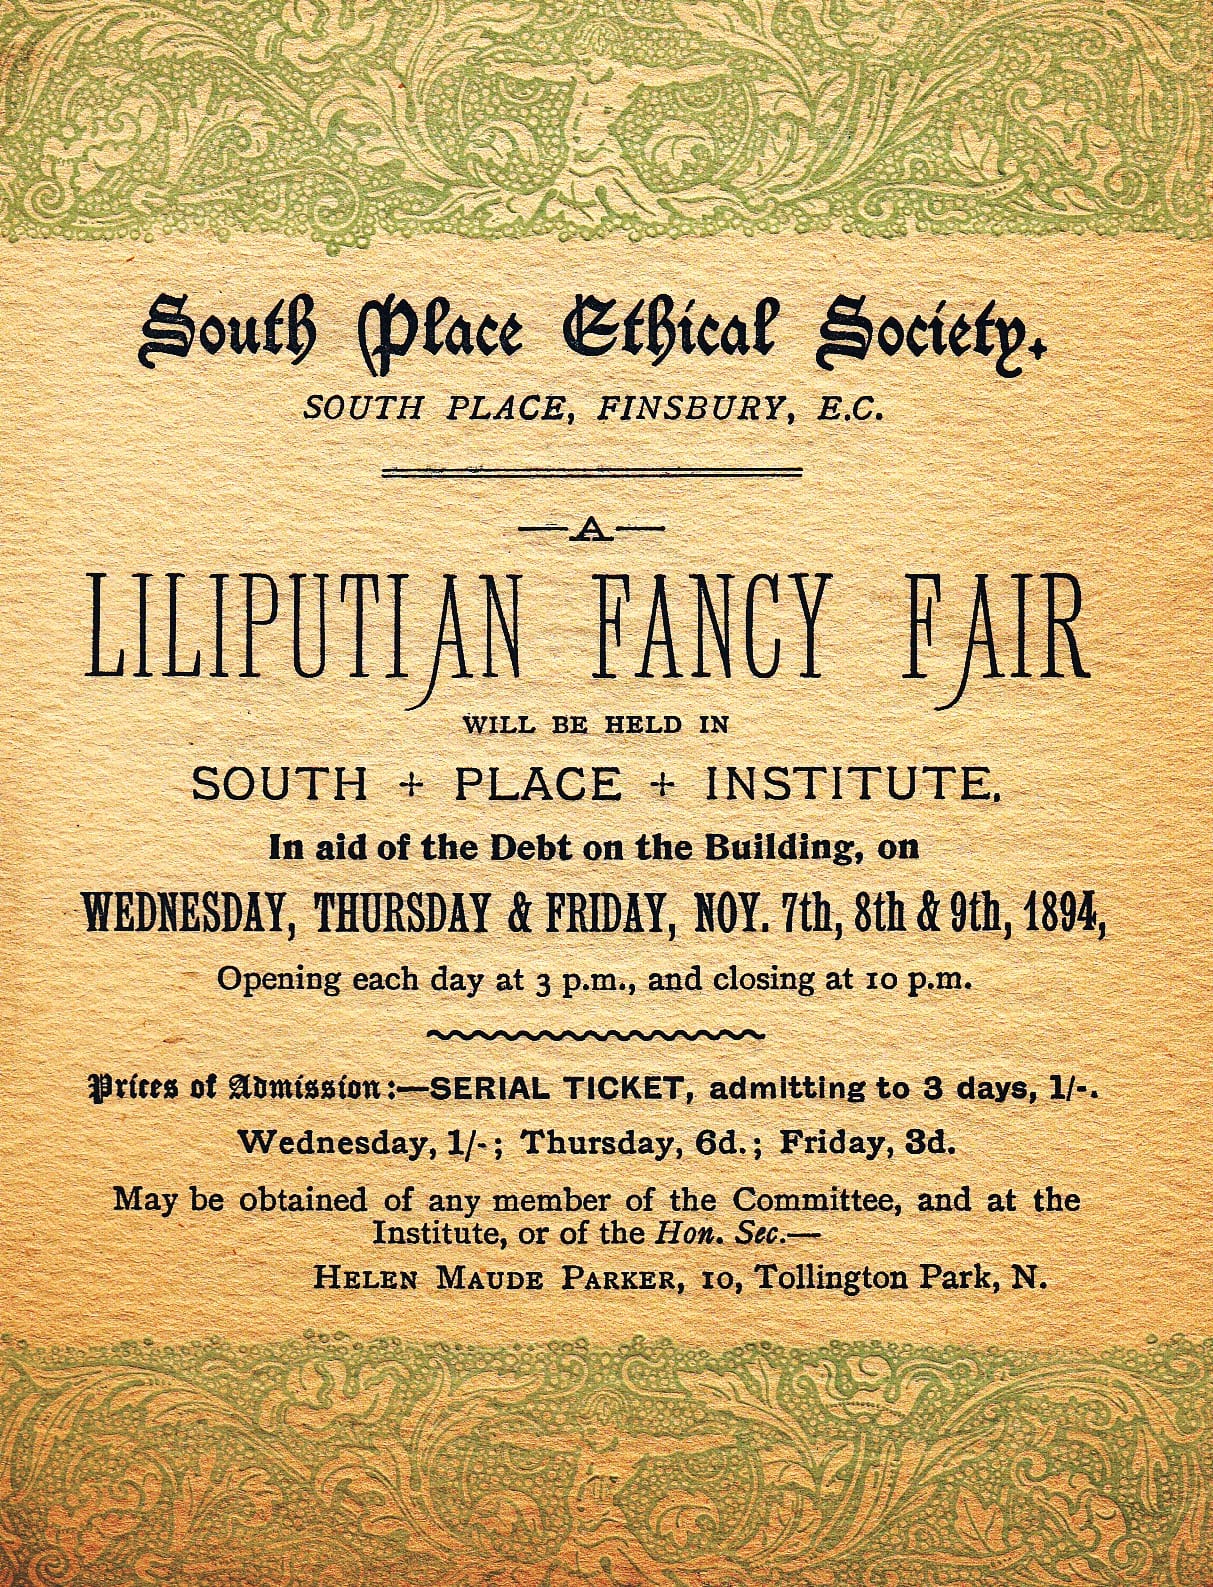 South Place Ethical Society.
SOUTH PLACE, FINSBURY, E.C.
—A—
LILIPUTIAN FANCY FAIR
WILL BE HELD IN
SOUTH + PLACE + INSTITUTE,
In aid of the Debt on the Building, on
WEDNESDAY, THURSDAY & FRIDAY, NOV. 7th, 8th & 9th, 1894,
Opening each day at 3 p.m., and closing at 10 p.m.
Prices of Admission:—SERIAL TICKET, admitting to 3 days, 1/-.
Wednesday, 1/-; Thursday, 6d.; Friday, 3d.
May be obtained of any member of the Committee, and at the
Institute, or of the Hon. Sec.—
HELEN MAUDE PARKER, 10, Tollington Park, N.